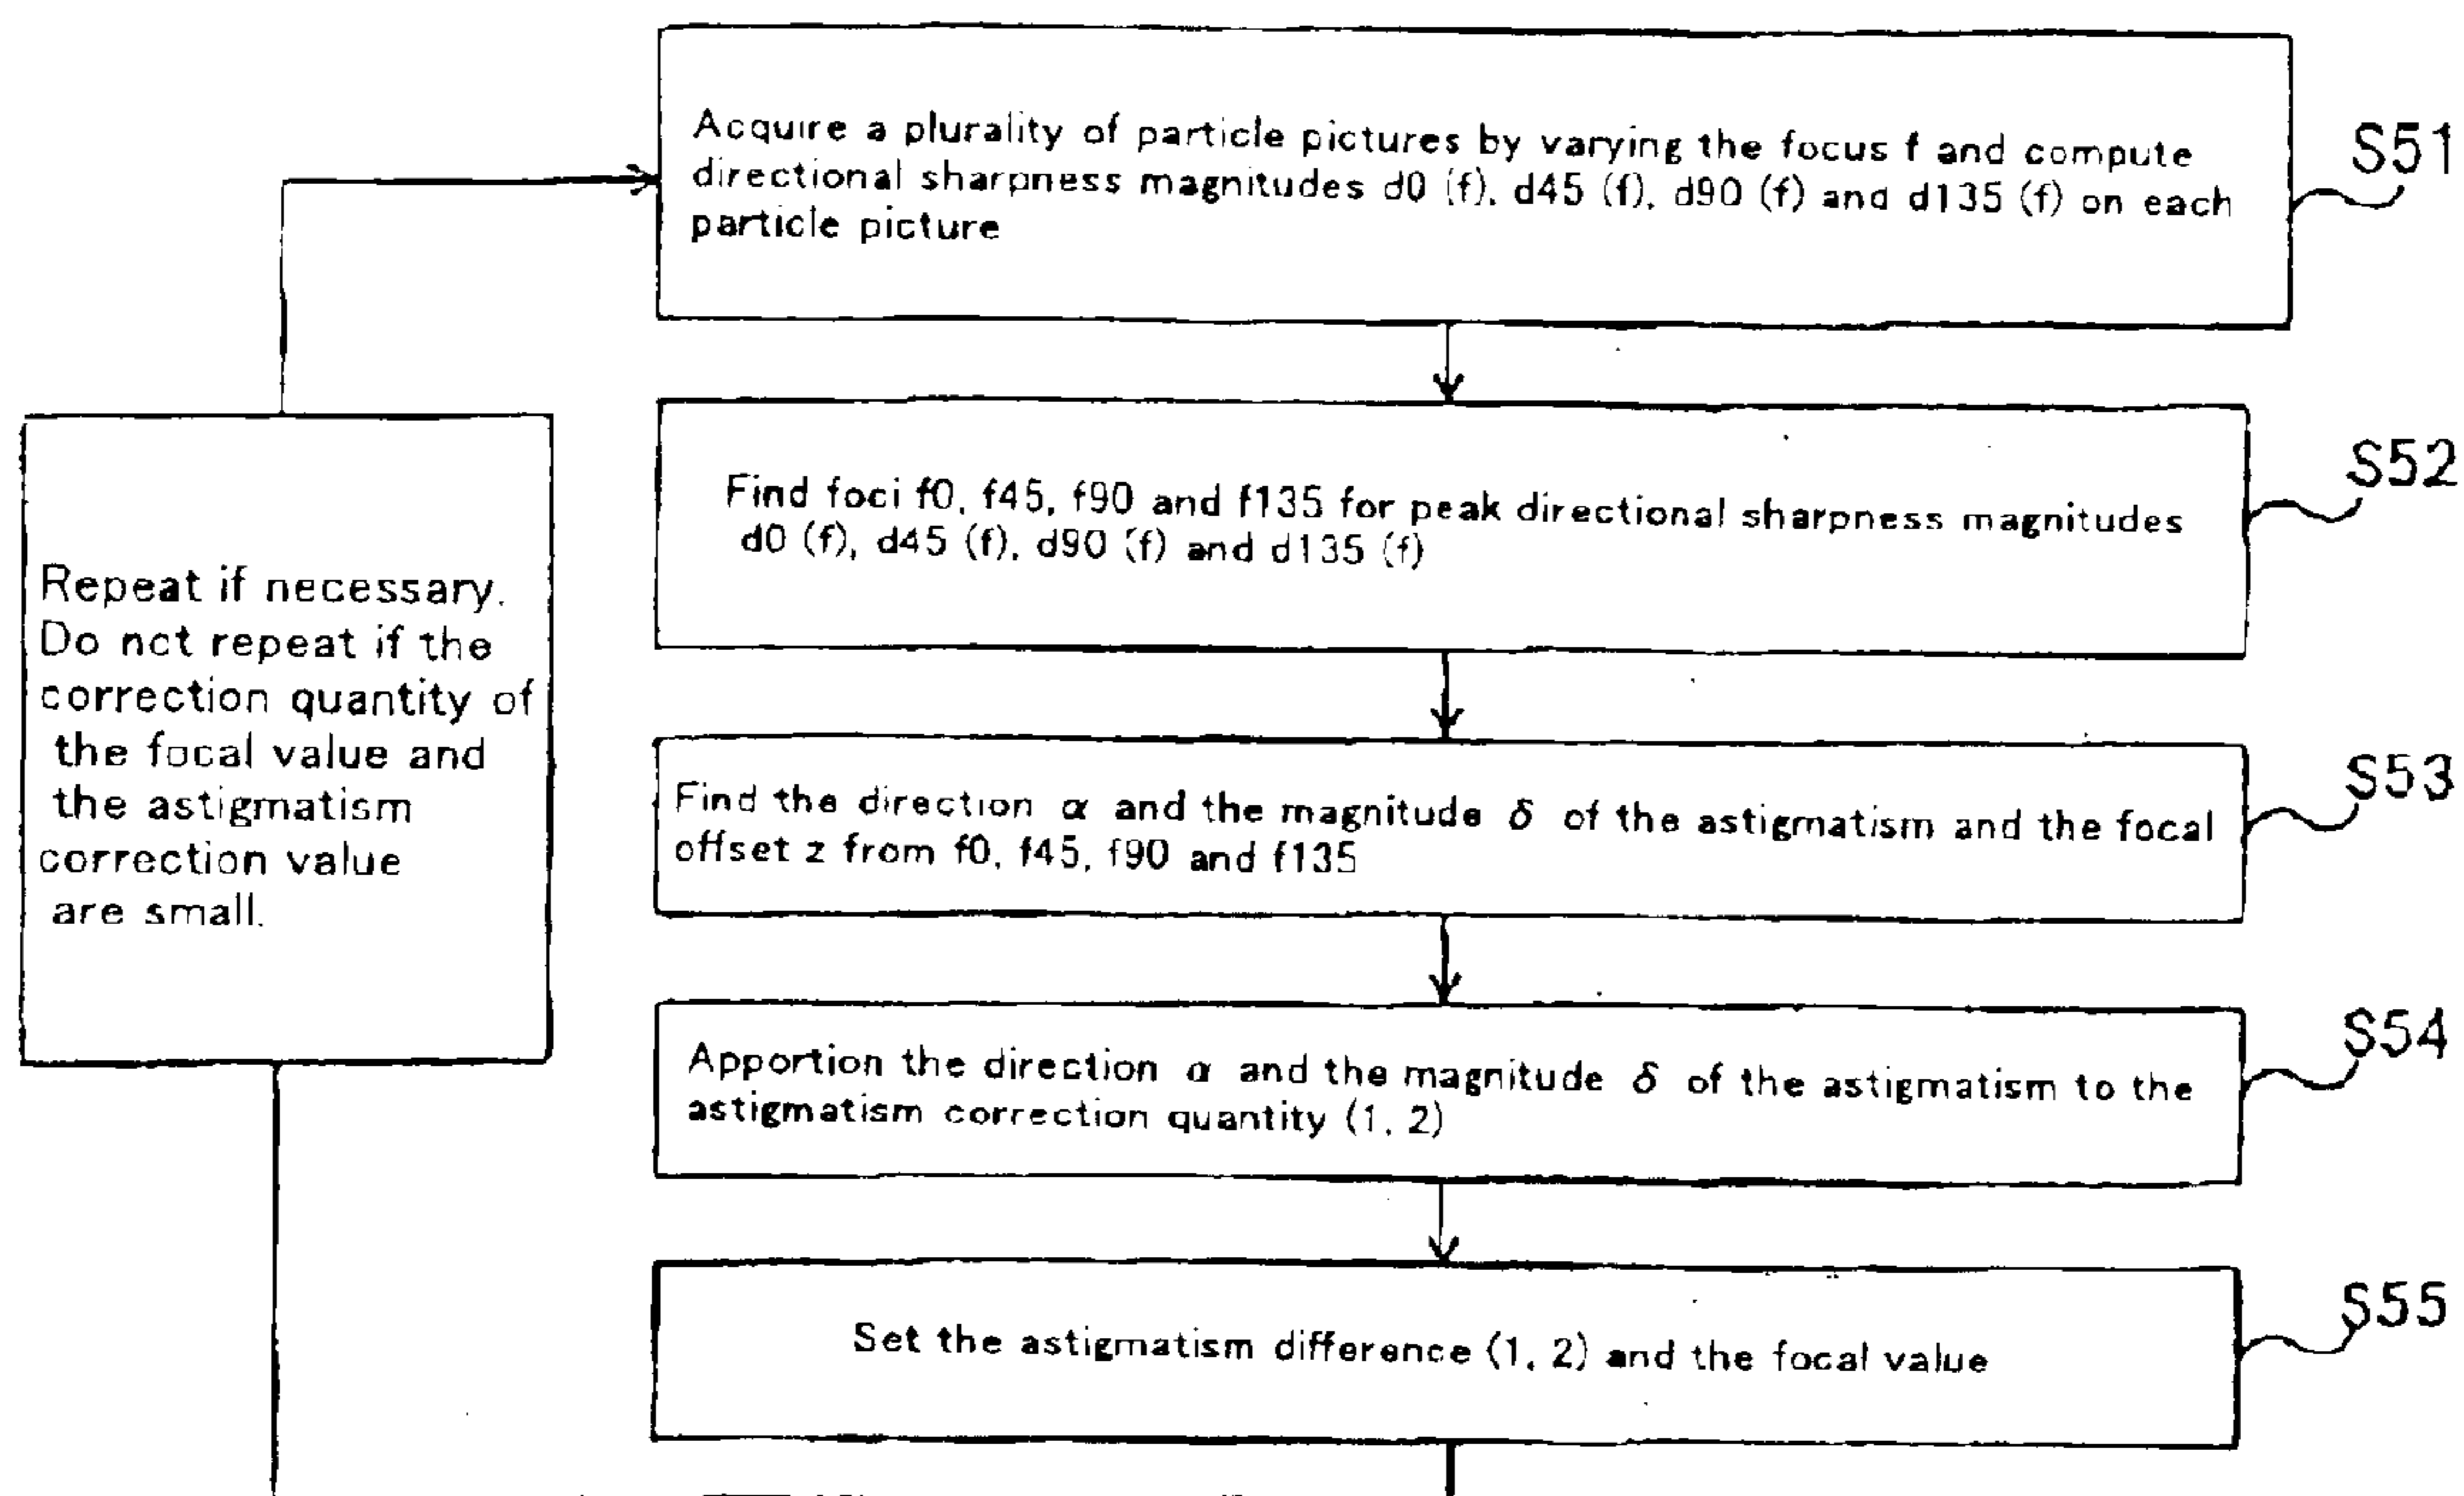 Acquire a plurality of particle pictures by varying the focus f and compute
directional sharpness magnitudes d0 (f), d45 (f), d90 (f) and d135 (f) on each
particle picture
S51
Find foci f0, f45, f90 and f135 for peak directional sharpness magnitudes
d0 (f), d45 (f), d90 (f) and d135 (f)
S52
Repeat if necessary.
Do not repeat if the
correction quantity of
the focal value and
the astigmatism
correction value
are small.
Find the direction α and the magnitude δ of the astigmatism and the focal
offset z from f0, f45, f90 and f135
S53
Apportion the direction α and the magnitude δ of the astigmatism to the
astigmatism correction quantity (1, 2)
S54
Set the astigmatism difference (1, 2) and the focal value
S55